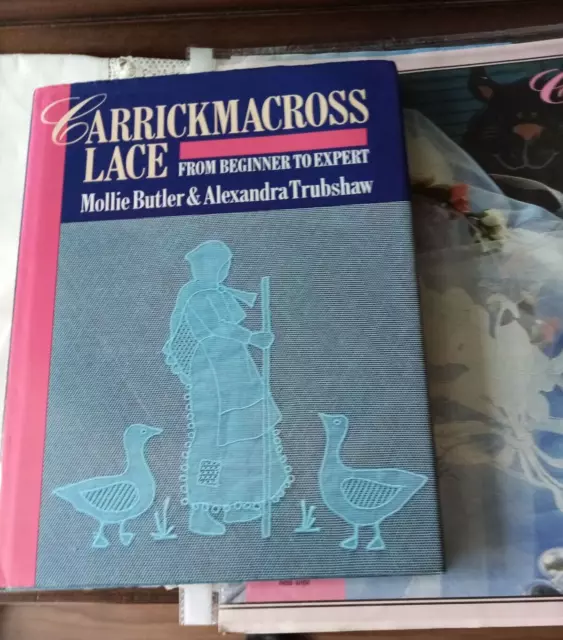 CARRICKMACROSS
LACE
FROM BEGINNER TO EXPERT
Mollie Butler & Alexandra Trubshaw